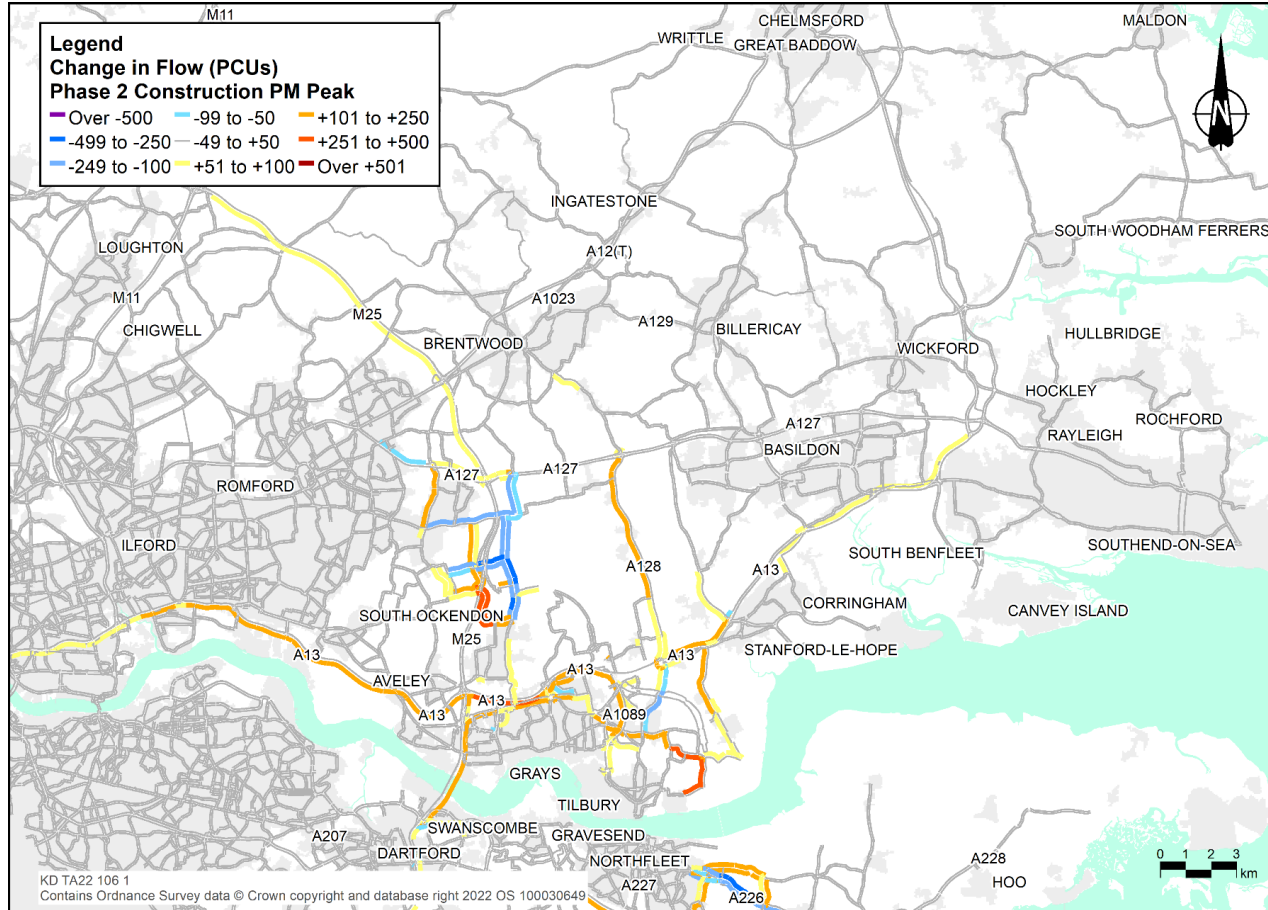 M11
CHELMSFORD
MALDON
WRITTLE
GREAT BADDOW
Legend
Change in Flow (PCUs)
Phase 2 Construction PM Peak
Over -500
-99 to -50
+101 to +250
-499 to -250
-49 to +50
+251 to +500
-249 to -100
+51 to +100
Over +501
N
INGATESTONE
SOUTH WOODHAM FERRERS
LOUGHTON
A12(T)
M11
A1023
M25
A129
CHIGWELL
BILLERICAY
HULLBRIDGE
BRENTWOOD
WICKFORD
HOCKLEY
ROCHFORD
A127
RAYLEIGH
BASILDON
A127
A127
ROMFORD
ILFORD
SOUTHEND-ON-SEA
SOUTH BENFLEET
A128
A13
CORRINGHAM
CANVEY ISLAND
SOUTH OCKENDON
M25
STANFORD-LE-HOPE
A13
A13
A13
AVELEY
A13
A13
A1089
GRAYS
TILBURY
SWANSCOMBE
A207
GRAVESEND
DARTFORD
NORTHFLEET
A228
A227
HOO
A226
0 1 2 3
km
KD TA22 106 1
Contains Ordnance Survey data © Crown copyright and database right 2022 OS 100030649